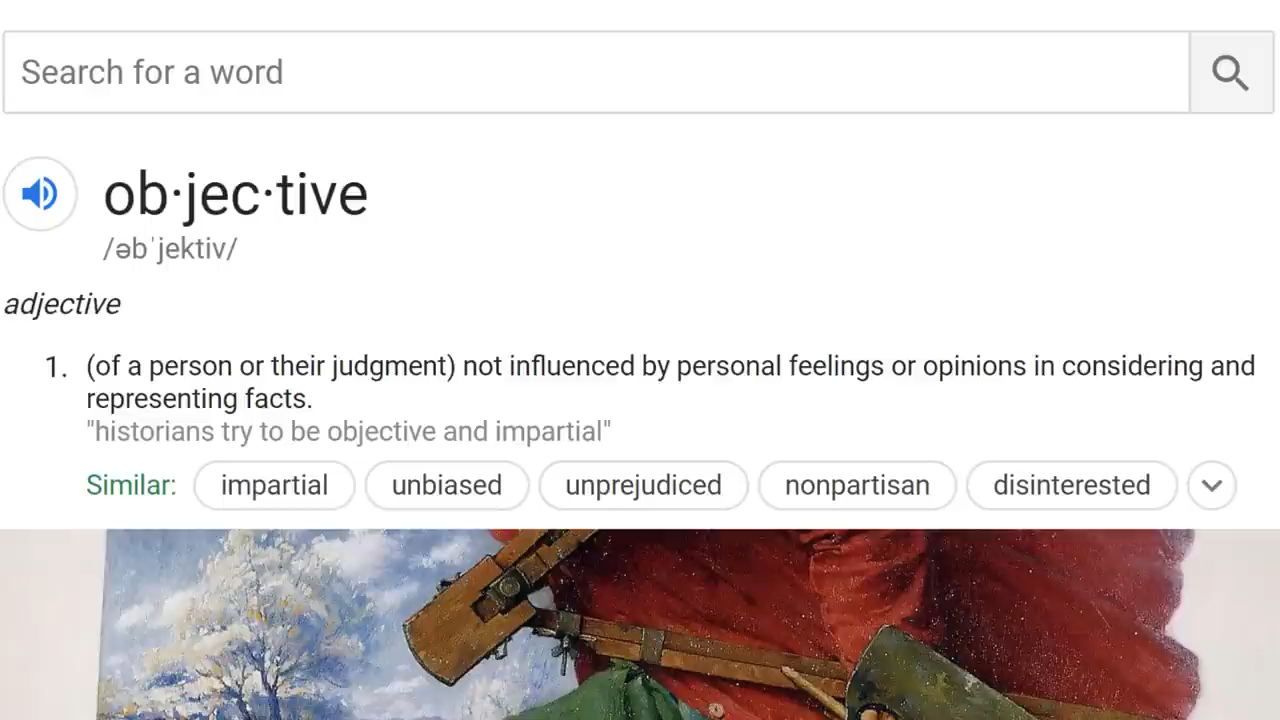 Search for a word
ob·jec·tive
/əbˈjektiv/
adjective
1. (of a person or their judgment) not influenced by personal feelings or opinions in considering and
representing facts.
"historians try to be objective and impartial"
Similar: impartial unbiased unprejudiced nonpartisan disinterested